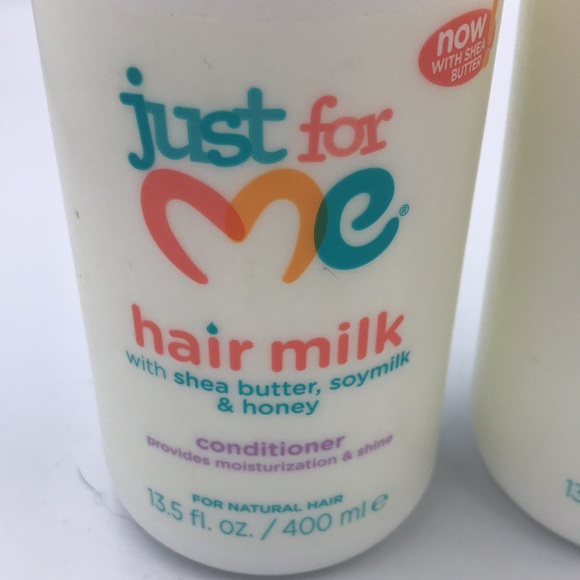 now
WITH SHEA
BUTTER
just for
me®
hair milk
with shea butter, soymilk
& honey
conditioner
provides moisturization & shine
FOR NATURAL HAIR
13.5 fl. oz. / 400 ml e
13